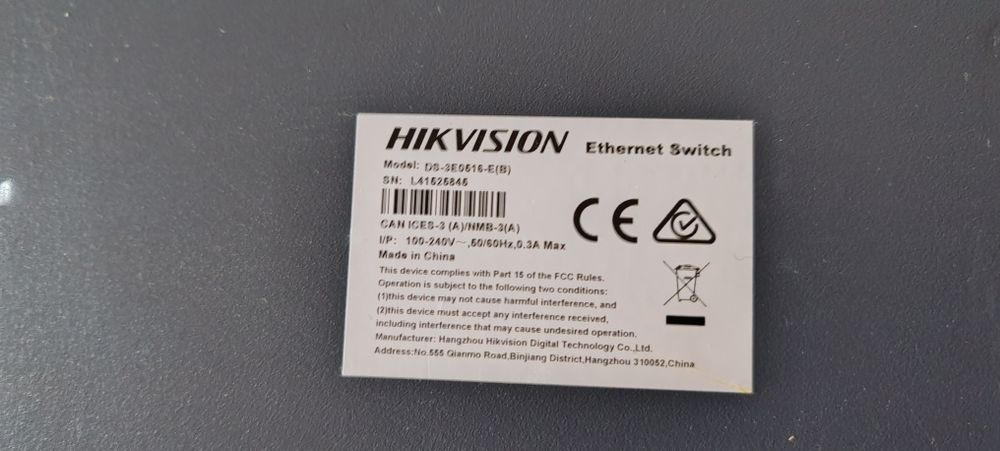 HIKVISION Ethernet Switch
Model: DS-3E0516-E(B)
SN: L41525845
CAN ICES-3 (A)/NMB-3(A)
I/P: 100-240V~,50/60Hz,0.3A Max
Made in China
This device complies with Part 15 of the FCC Rules.
Operation is subject to the following two conditions:
(1)this device may not cause harmful interference, and
(2)this device must accept any interference received,
including interference that may cause undesired operation.
Manufacturer: Hangzhou Hikvision Digital Technology Co.,Ltd.
Address:No.555 Qianmo Road,Binjiang District,Hangzhou 310052,China
CE